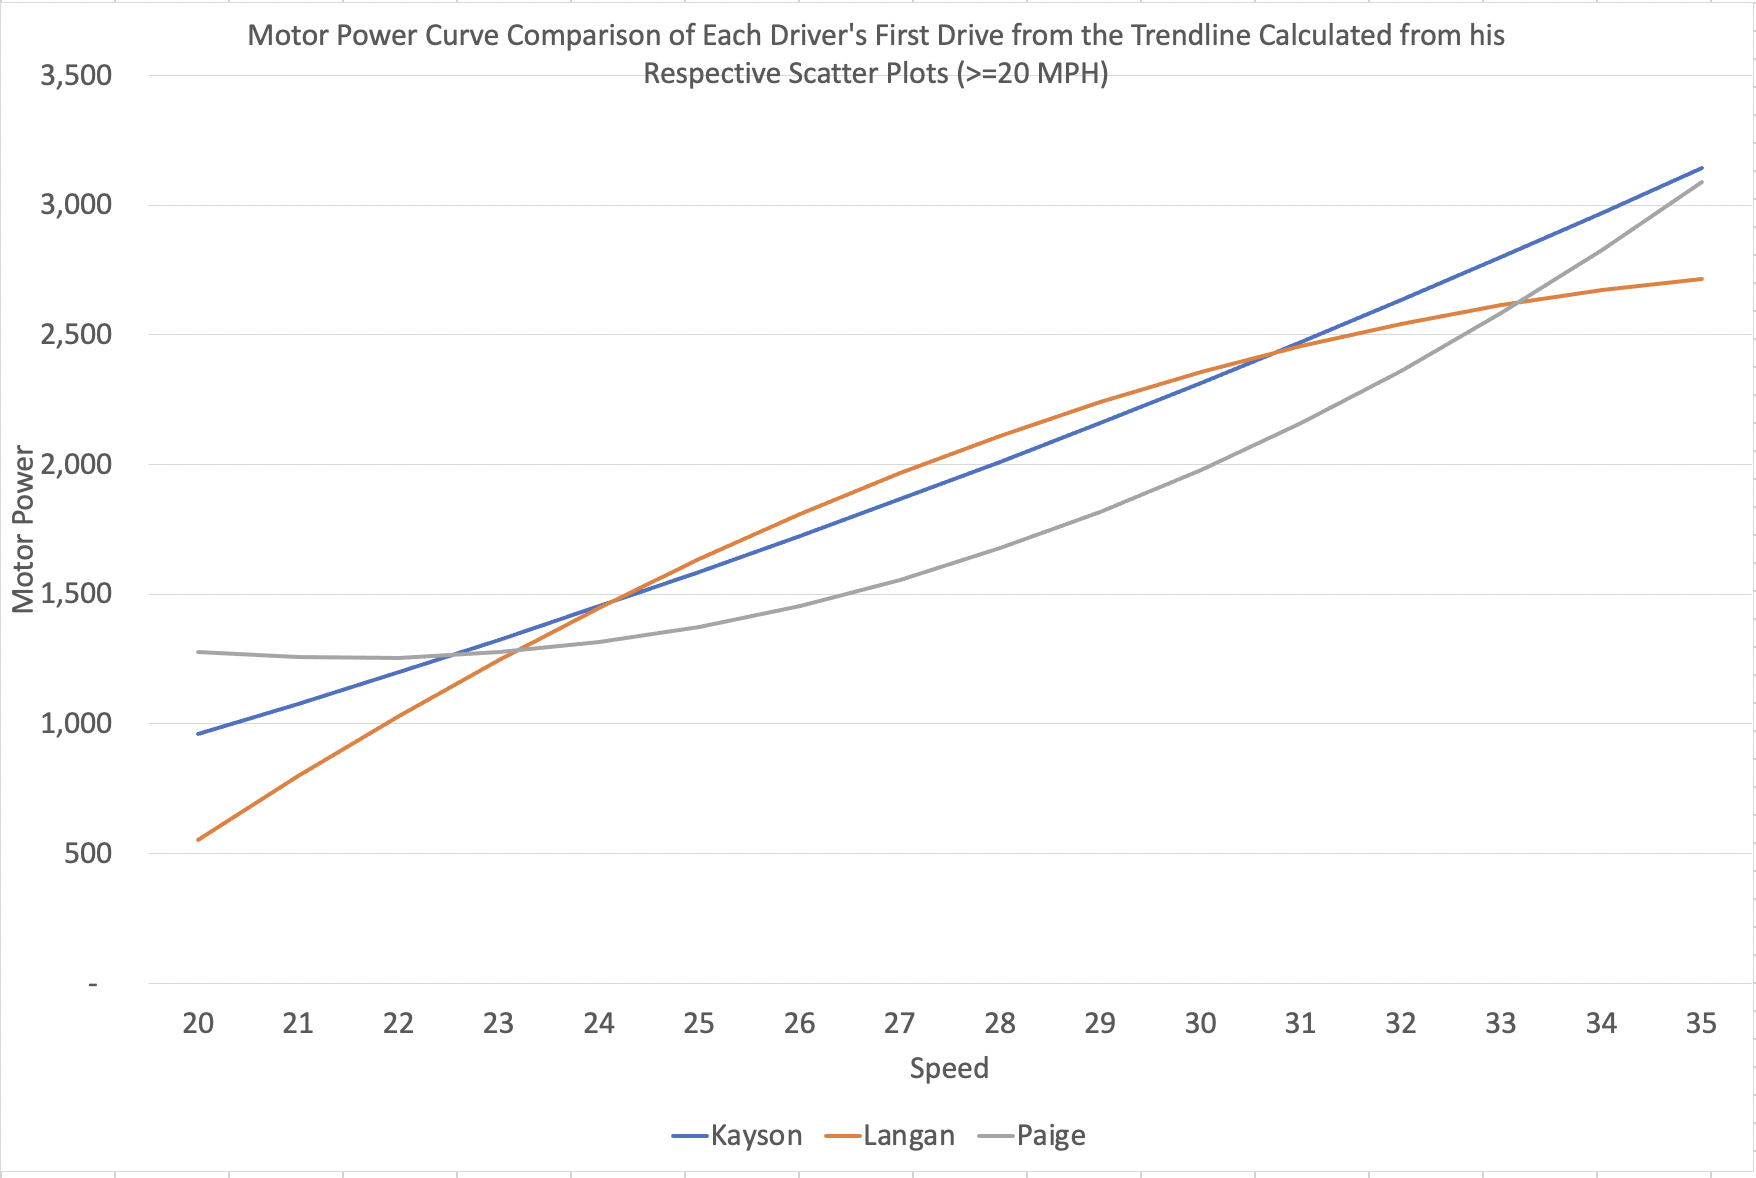 Motor Power Curve Comparison of Each Driver's First Drive from the Trendline Calculated from his
Respective Scatter Plots (>=20 MPH)
3,500
3,000
2,500
2,000
1,500
1,000
500
-
Motor Power
20 21 22 23 24 25 26 27 28 29 30 31 32 33 34 35
Speed
Kayson Langan Paige